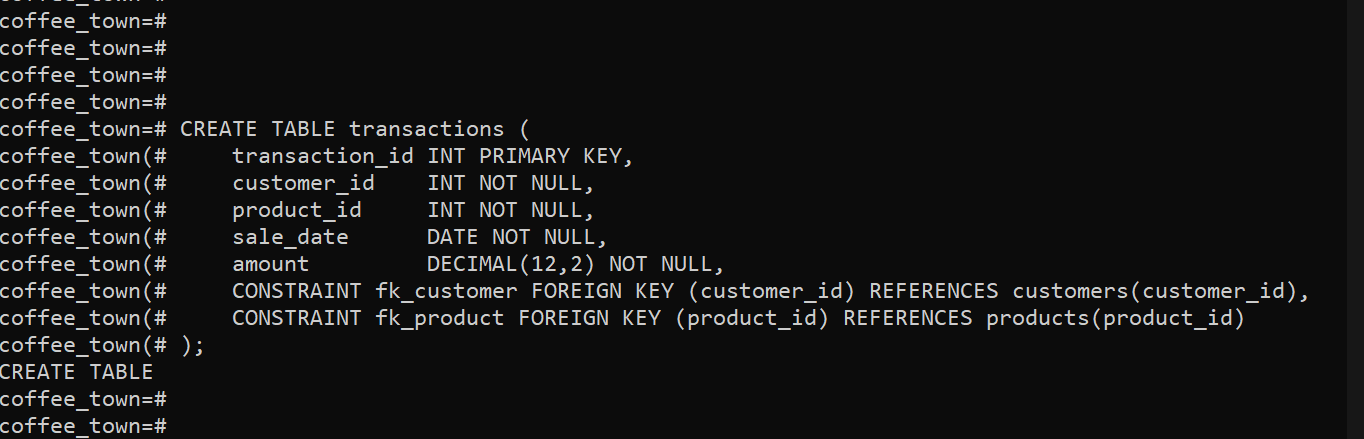 coffee_town=#
coffee_town=#
coffee_town=#
coffee_town=#
coffee_town=# CREATE TABLE transactions (
coffee_town(#     transaction_id INT PRIMARY KEY,
coffee_town(#     customer_id    INT NOT NULL,
coffee_town(#     product_id     INT NOT NULL,
coffee_town(#     sale_date      DATE NOT NULL,
coffee_town(#     amount         DECIMAL(12,2) NOT NULL,
coffee_town(#     CONSTRAINT fk_customer FOREIGN KEY (customer_id) REFERENCES customers(customer_id),
coffee_town(#     CONSTRAINT fk_product FOREIGN KEY (product_id) REFERENCES products(product_id)
coffee_town(# );
CREATE TABLE
coffee_town=#
coffee_town=#